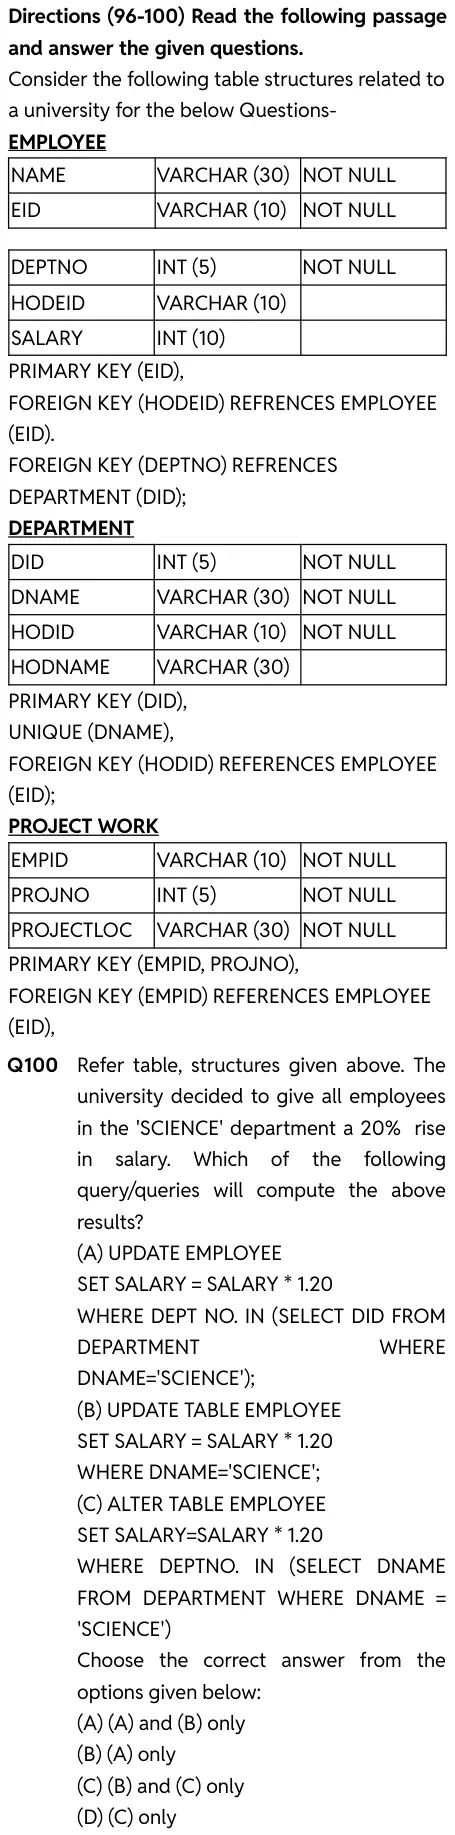 Directions (96-100) Read the following passage
and answer the given questions.
Consider the following table structures related to
a university for the below Questions-
EMPLOYEE
NAME VARCHAR (30) NOT NULL
EID VARCHAR (10) NOT NULL
DEPTNO INT (5) NOT NULL
HODEID VARCHAR (10)
SALARY INT (10)
PRIMARY KEY (EID),
FOREIGN KEY (HODEID) REFRENCES EMPLOYEE
(EID).
FOREIGN KEY (DEPTNO) REFRENCES
DEPARTMENT (DID);
DEPARTMENT
DID INT (5) NOT NULL
DNAME VARCHAR (30) NOT NULL
HODID VARCHAR (10) NOT NULL
HODNAME VARCHAR (30)
PRIMARY KEY (DID),
UNIQUE (DNAME),
FOREIGN KEY (HODID) REFERENCES EMPLOYEE
(EID);
PROJECT WORK
EMPID VARCHAR (10) NOT NULL
PROJNO INT (5) NOT NULL
PROJECTLOC VARCHAR (30) NOT NULL
PRIMARY KEY (EMPID, PROJNO),
FOREIGN KEY (EMPID) REFERENCES EMPLOYEE
(EID),
Q100 Refer table, structures given above. The
university decided to give all employees
in the 'SCIENCE' department a 20% rise
in salary. Which of the following
query/queries will compute the above
results?
(A) UPDATE EMPLOYEE
SET SALARY = SALARY * 1.20
WHERE DEPT NO. IN (SELECT DID FROM
DEPARTMENT WHERE
DNAME='SCIENCE');
(B) UPDATE TABLE EMPLOYEE
SET SALARY = SALARY * 1.20
WHERE DNAME='SCIENCE';
(C) ALTER TABLE EMPLOYEE
SET SALARY=SALARY * 1.20
WHERE DEPTNO. IN (SELECT DNAME
FROM DEPARTMENT WHERE DNAME =
'SCIENCE')
Choose the correct answer from the
options given below:
(A) (A) and (B) only
(B) (A) only
(C) (B) and (C) only
(D) (C) only